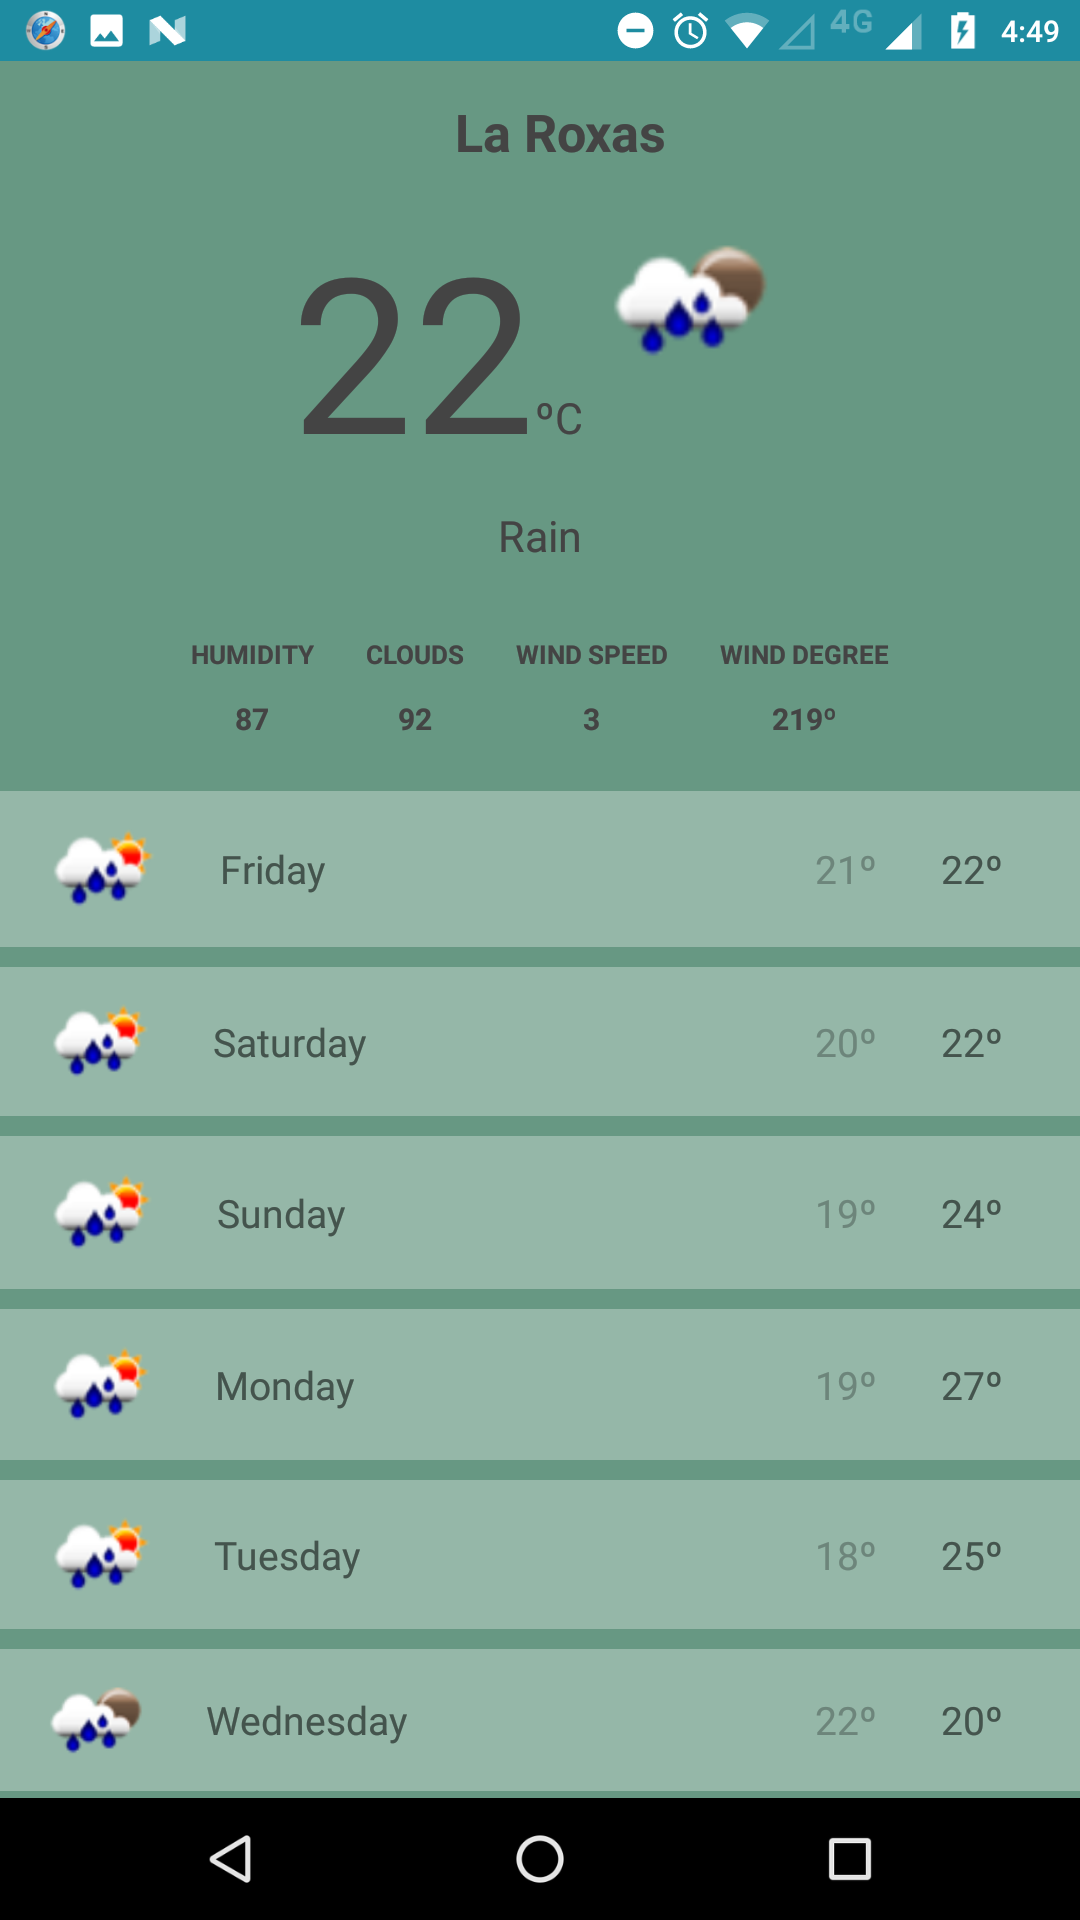 4G 4:49
La Roxas
22 ºC
Rain
HUMIDITY CLOUDS WIND SPEED WIND DEGREE
87 92 3 219º
Friday 21º 22º
Saturday 20º 22º
Sunday 19º 24º
Monday 19º 27º
Tuesday 18º 25º
Wednesday 22º 20º